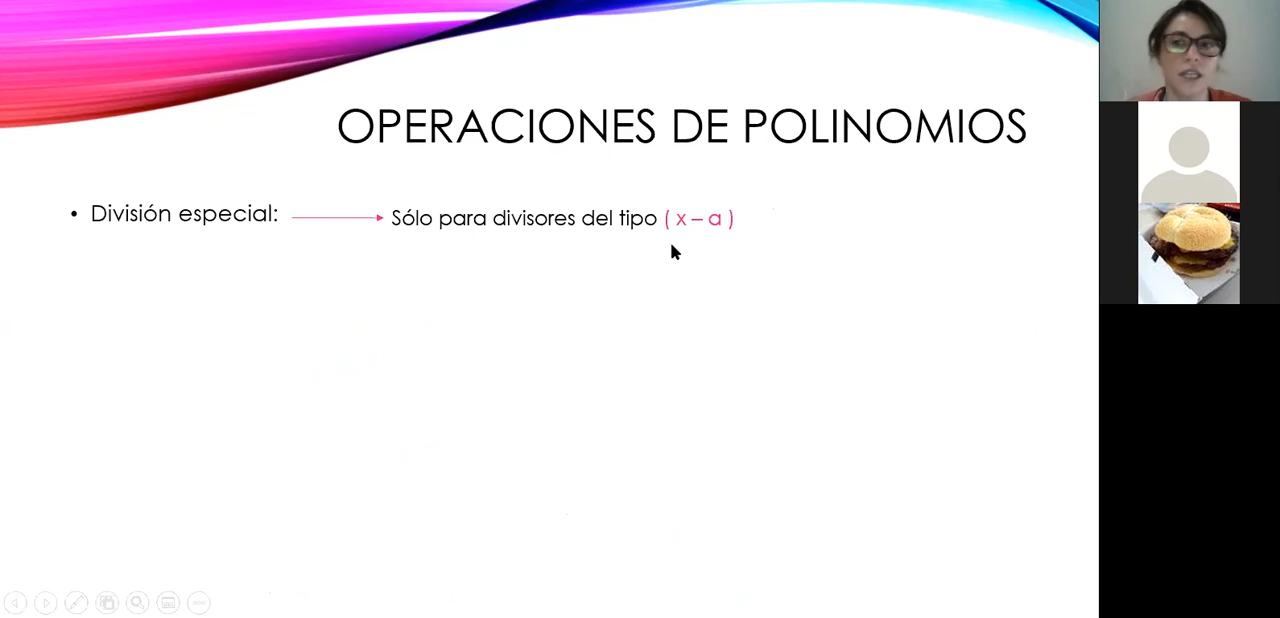 OPERACIONES DE POLINOMIOS
• División especial:
Sólo para divisores del tipo ( x – a )